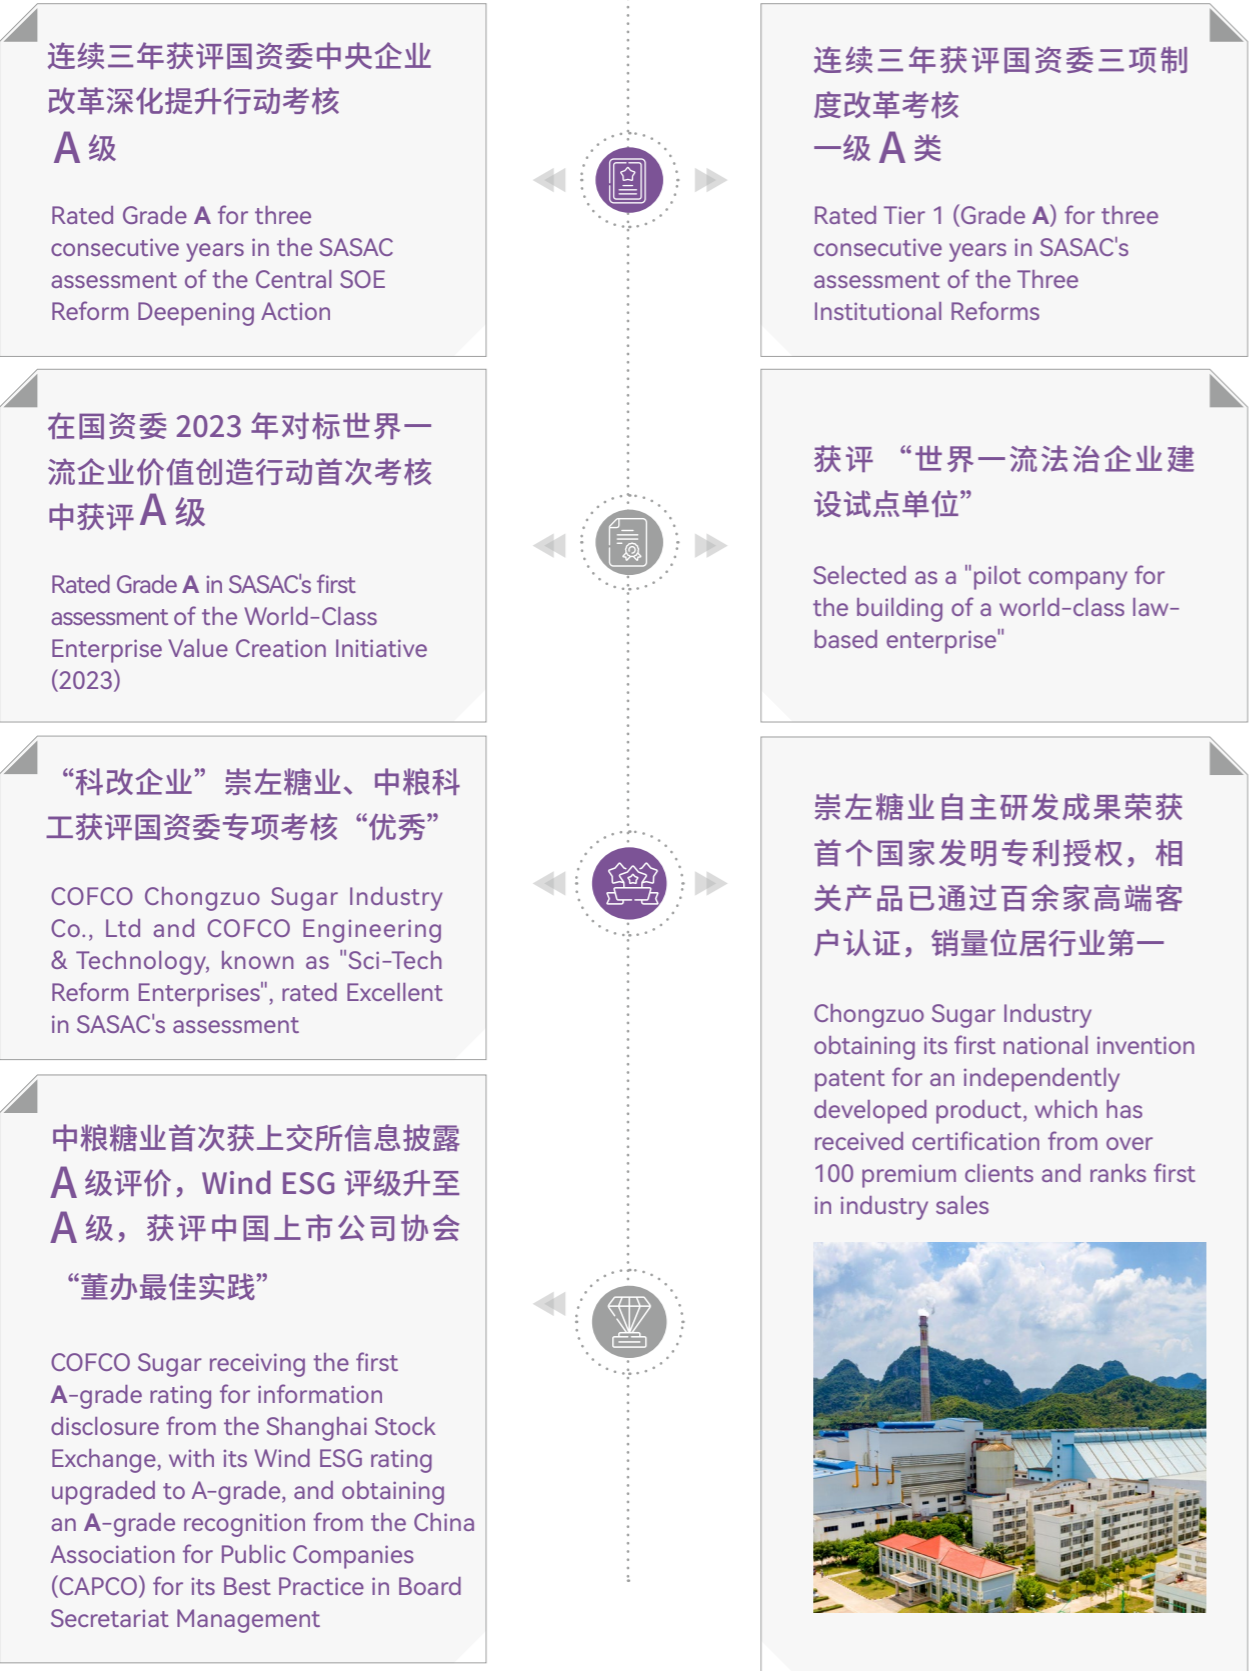 连续三年获评国资委中央企业
改革深化提升行动考核
A 级
Rated Grade A for three
consecutive years in the SASAC
assessment of the Central SOE
Reform Deepening Action
连续三年获评国资委三项制
度改革考核
一级 A 类
Rated Tier 1 (Grade A) for three
consecutive years in SASAC's
assessment of the Three
Institutional Reforms
在国资委 2023 年对标世界一
流企业价值创造行动首次考核
中获评 A 级
Rated Grade A in SASAC's first
assessment of the World-Class
Enterprise Value Creation Initiative
(2023)
获评 “世界一流法治企业建
设试点单位”
Selected as a "pilot company for
the building of a world-class law-
based enterprise"
“科改企业”崇左糖业、中粮科
工获评国资委专项考核“优秀”
COFCO Chongzuo Sugar Industry
Co., Ltd and COFCO Engineering
& Technology, known as "Sci-Tech
Reform Enterprises", rated Excellent
in SASAC's assessment
崇左糖业自主研发成果荣获
首个国家发明专利授权，相
关产品已通过百余家高端客
户认证，销量位居行业第一
Chongzuo Sugar Industry
obtaining its first national invention
patent for an independently
developed product, which has
received certification from over
100 premium clients and ranks first
in industry sales
中粮糖业首次获上交所信息披露
A 级评价，Wind ESG 评级升至
A 级，获评中国上市公司协会
“董办最佳实践”
COFCO Sugar receiving the first
A-grade rating for information
disclosure from the Shanghai Stock
Exchange, with its Wind ESG rating
upgraded to A-grade, and obtaining
an A-grade recognition from the China
Association for Public Companies
(CAPCO) for its Best Practice in Board
Secretariat Management